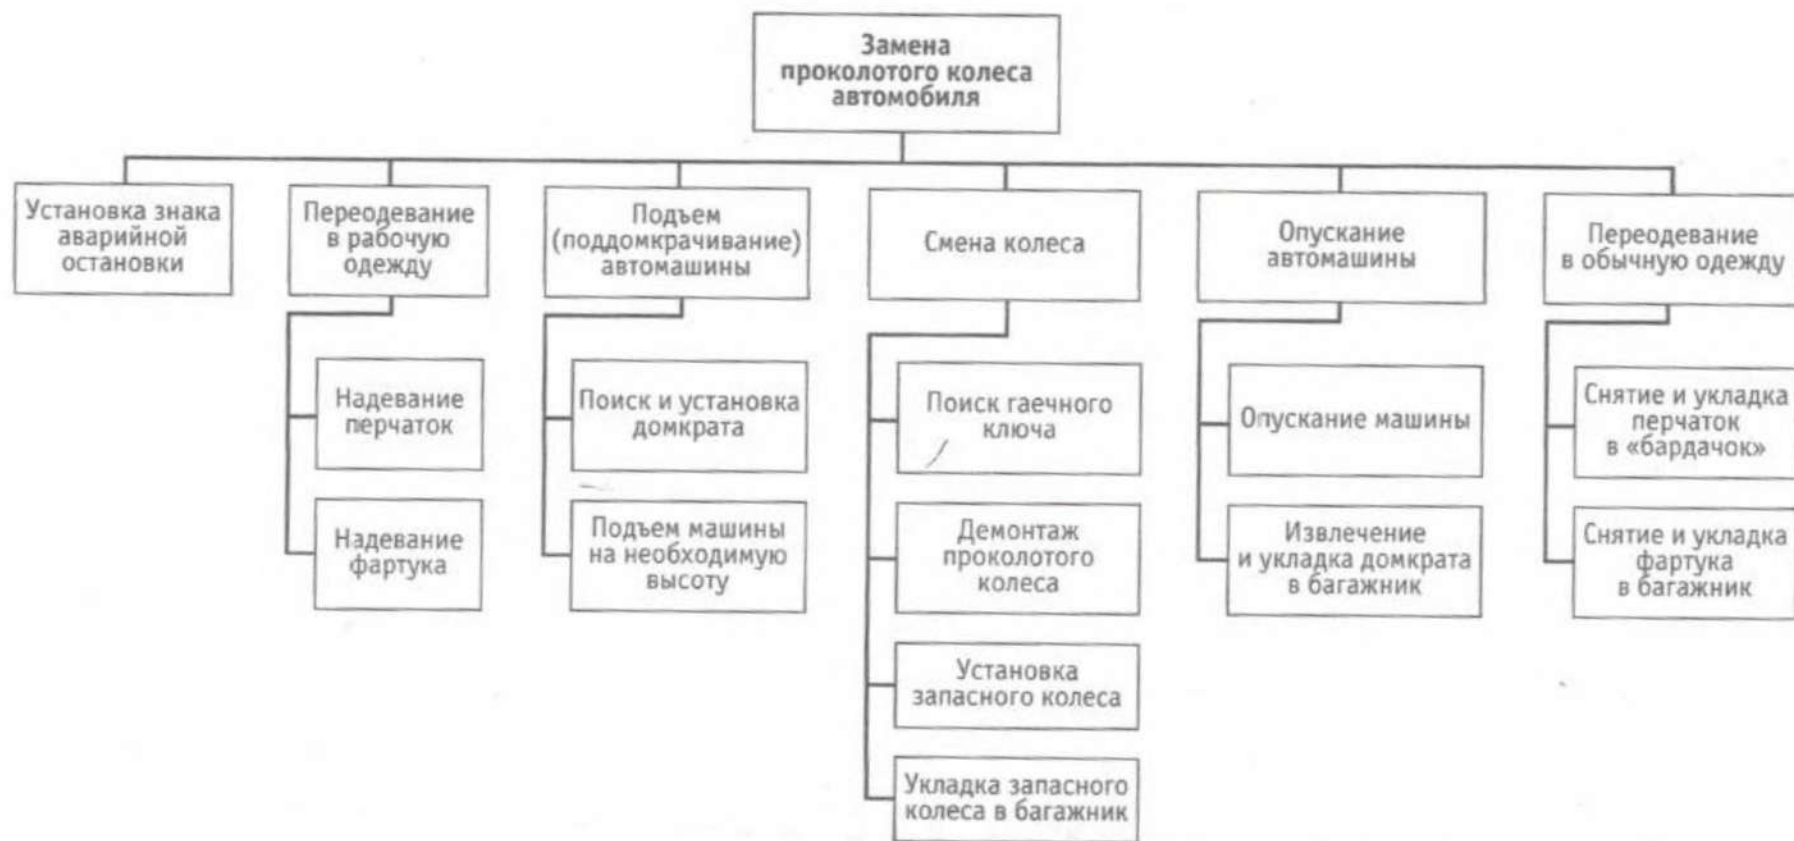 Замена
проколотого колеса
автомобиля
Установка знака
аварийной
остановки
Переодевание
в рабочую
одежду
Подъем
(поддомкрачивание)
автомашины
Смена колеса
Опускание
автомашины
Переодевание
в обычную одежду
Надевание
перчаток
Надевание
фартука
Поиск и установка
домкрата
Подъем машины
на необходимую
высоту
Поиск гаечного
ключа
Демонтаж
проколотого
колеса
Установка
запасного колеса
Укладка запасного
колеса в багажник
Опускание машины
Извлечение
и укладка домкрата
в багажник
Снятие и укладка
перчаток
в «бардачок»
Снятие и укладка
фартука
в багажник